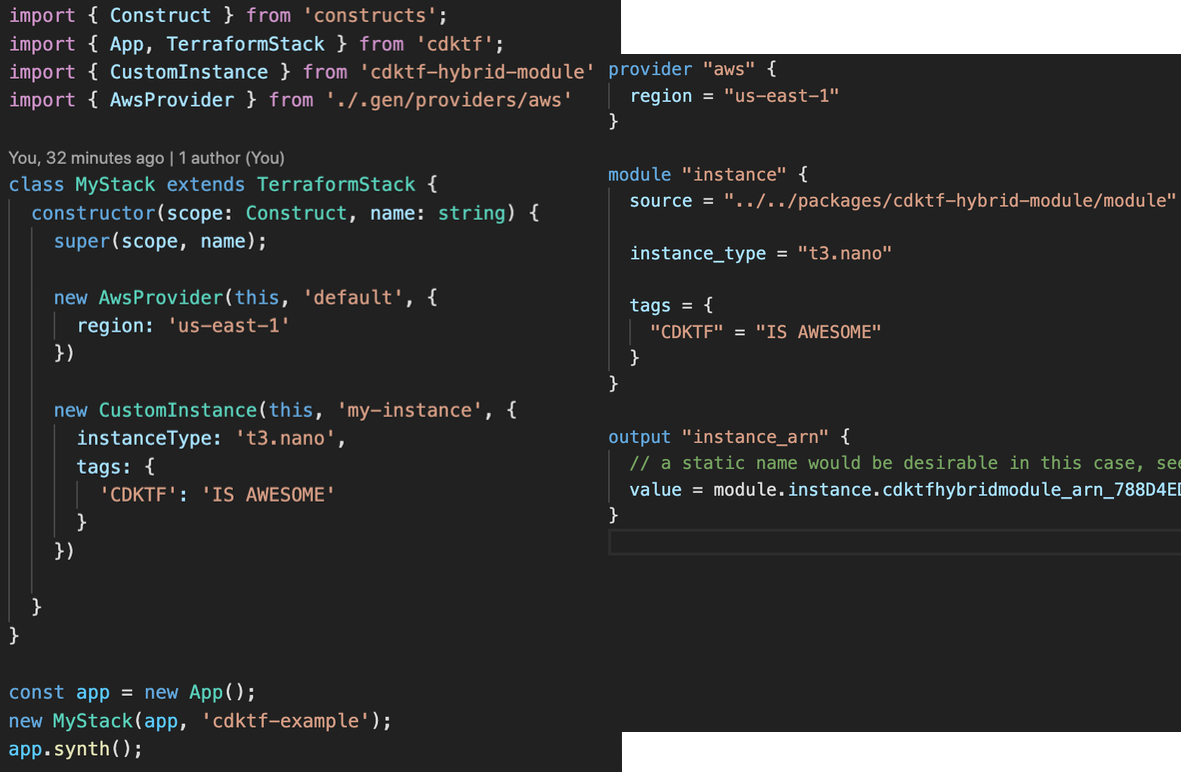 import { Construct } from 'constructs';
import { App, TerraformStack } from 'cdktf';
import { CustomInstance } from 'cdktf-hybrid-module'
import { AwsProvider } from './.gen/providers/aws'
You, 32 minutes ago | 1 author (You)
class MyStack extends TerraformStack {
constructor(scope: Construct, name: string) {
super(scope, name);
new AwsProvider(this, 'default', {
region: 'us-east-1'
})
new CustomInstance(this, 'my-instance', {
instanceType: 't3.nano',
tags: {
'CDKTF': 'IS AWESOME'
}
})
}
}
const app = new App();
new MyStack(app, 'cdktf-example');
app.synth();
provider "aws" {
region = "us-east-1"
}
module "instance" {
source = "../../packages/cdktf-hybrid-module/module"
instance_type = "t3.nano"
tags = {
"CDKTF" = "IS AWESOME"
}
}
output "instance_arn" {
// a static name would be desirable in this case, see
value = module.instance.cdktfhybridmodule_arn_788D4ED
}